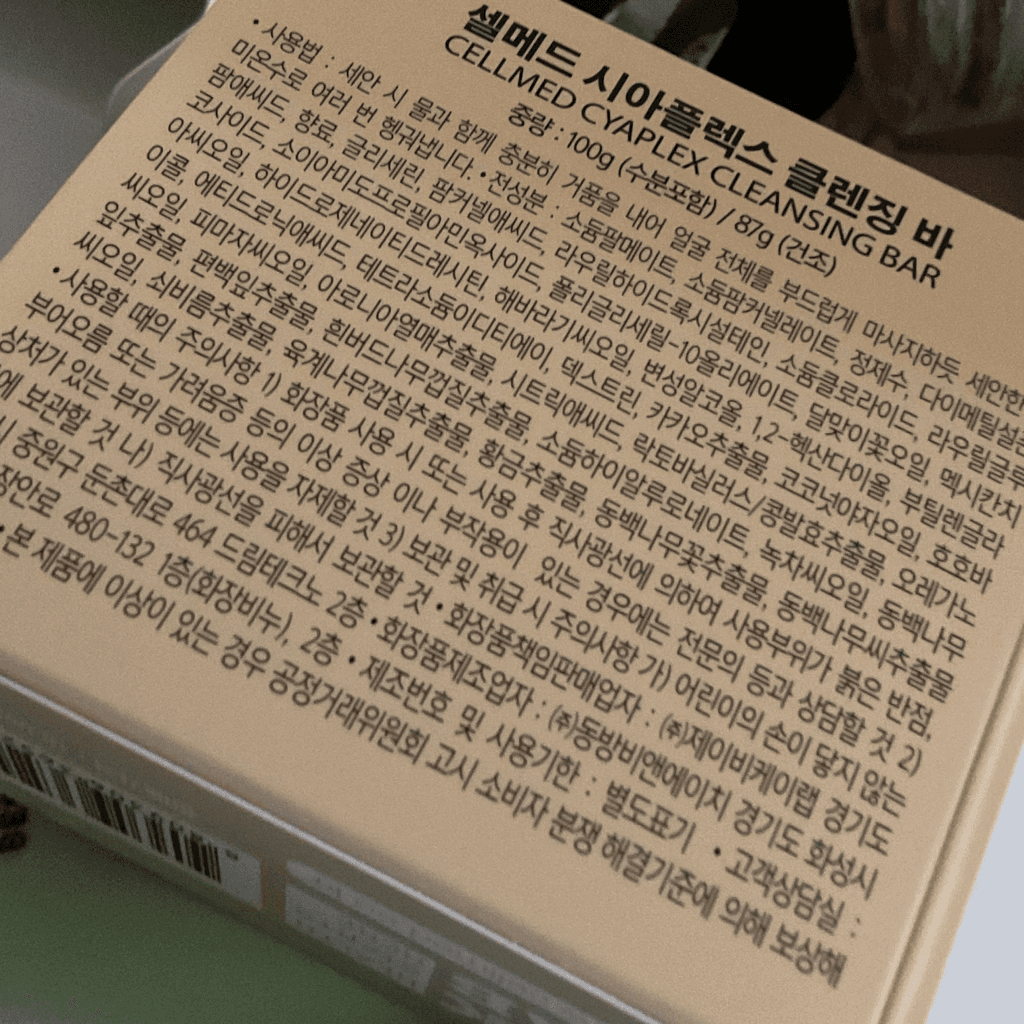 셀메드 시아플렉스 클렌징 바
CELLMED CYAPLEX CLEANSING BAR
중량 : 100g (수분포함) / 87g (건조)
• 사용법 : 세안 시 물과 함께 충분히 거품을 내어 얼굴 전체를 부드럽게 마사지하듯 세안한
미온수로 여러 번 헹궈냅니다. • 전성분 : 소듐팜메이트, 소듐팜커넬레이트, 정제수, 다이메틸설폰
팜애씨드, 향료, 글리세린, 팜커넬애씨드, 라우릴하이드록시설테인, 소듐클로라이드, 라우릴글루
코사이드, 소이아미도프로필아민옥사이드, 폴리글리세릴-10올리에이트, 달맞이꽃오일, 멕시칸치
아씨오일, 하이드로제네이티드레시틴, 해바라기씨오일, 변성알코올, 1,2-헥산다이올, 부틸렌글라
이콜, 에티드로닉애씨드, 테트라소듐이디티에이, 덱스트린, 카카오추출물, 코코넛야자오일, 호호바
씨오일, 피마자씨오일, 아로니아열매추출물, 시트릭애씨드, 락토바실러스/콩발효추출물, 오레가노
잎추출물, 편백잎추출물, 흰버드나무껍질추출물, 소듐하이알루로네이트, 녹차씨오일, 동백나무
씨오일, 쇠비름추출물, 육계나무껍질추출물, 황금추출물, 동백나무꽃추출물, 동백나무씨추출물
• 사용할 때의 주의사항 1) 화장품 사용 시 또는 사용 후 직사광선에 의하여 사용부위가 붉은 반점,
부어오름 또는 가려움증 등의 이상 증상 이나 부작용이 있는 경우에는 전문의 등과 상담할 것 2)
상처가 있는 부위 등에는 사용을 자제할 것 3) 보관 및 취급 시 주의사항 가) 어린이의 손이 닿지 않는
에 보관할 것 나) 직사광선을 피해서 보관할 것 • 화장품책임판매업자 : ㈜제이비케이랩 경기도
시 중원구 둔촌대로 464 드림테크노 2층 • 화장품제조업자 : ㈜동방비앤에이치 경기도 화성시
장안로 480-132 1층(화장비누), 2층 • 제조번호 및 사용기한 : 별도표기 • 고객상담실 :
• 본 제품에 이상이 있는 경우 공정거래위원회 고시 소비자 분쟁 해결기준에 의해 보상해